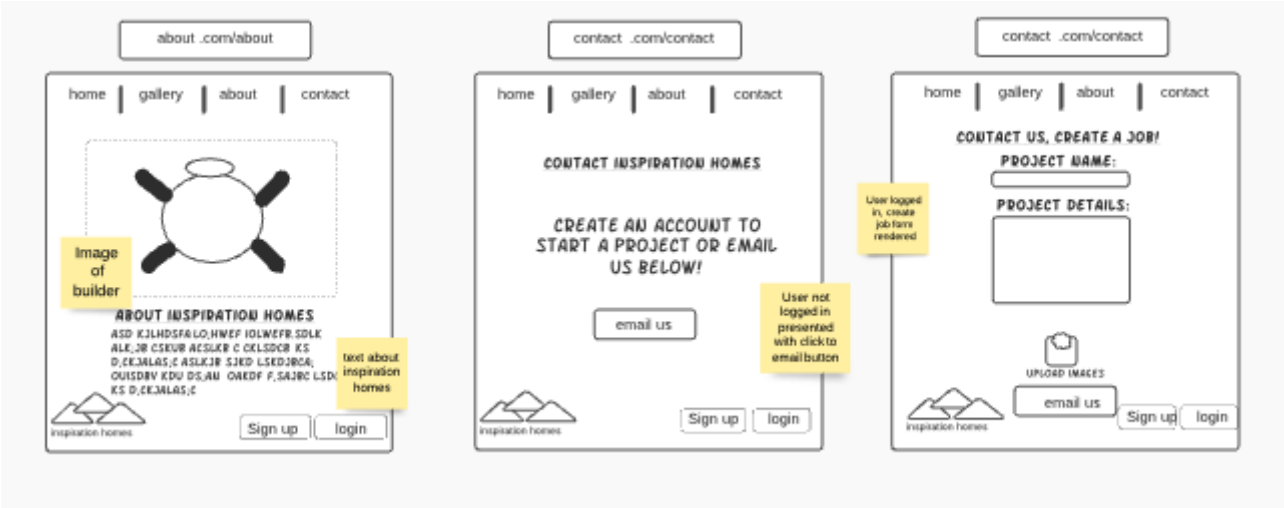 about .com/about
home gallery about contact
Image
of
builder
ABOUT INSPIRATION HOMES
text about
inspiration
homes
inspiration homes
Sign up login
contact .com/contact
home gallery about contact
CONTACT INSPIRATION HOMES
CREATE AN ACCOUNT TO
START A PROJECT OR EMAIL
US BELOW!
email us
User not
logged in
presented
with click to
email button
inspiration homes
Sign up login
contact .com/contact
home gallery about contact
CONTACT US, CREATE A JOB!
PROJECT NAME:
PROJECT DETAILS:
User logged
in, create
job form
rendered
UPLOAD IMAGES
email us
inspiration homes
Sign up login